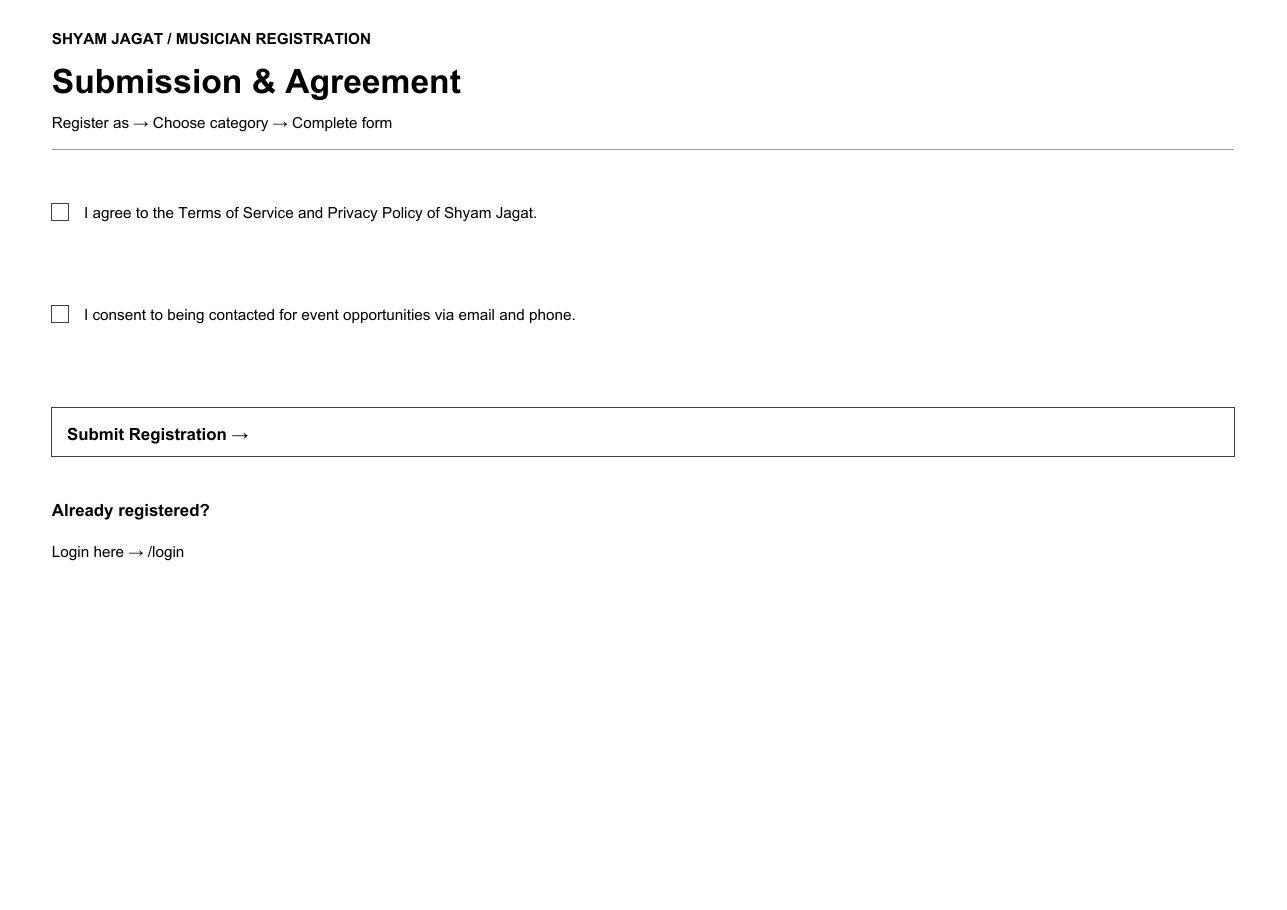 SHYAM JAGAT / MUSICIAN REGISTRATION
Submission & Agreement
Register as → Choose category → Complete form
I agree to the Terms of Service and Privacy Policy of Shyam Jagat.
I consent to being contacted for event opportunities via email and phone.
Submit Registration →
Already registered?
Login here → /login